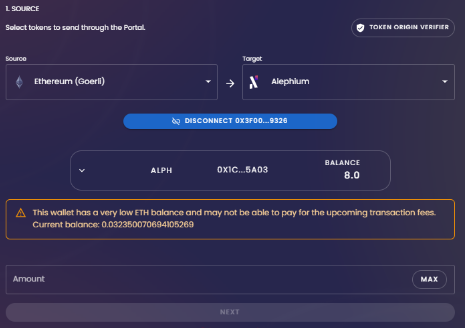 1. SOURCE
Select tokens to send through the Portal.
TOKEN ORIGIN VERIFIER
Source
Target
Ethereum (Goerli)
Alephium
DISCONNECT 0X3F00...9326
ALPH
0X1C...5A03
BALANCE
8.0
This wallet has a very low ETH balance and may not be able to pay for the upcoming transaction fees.
Current balance: 0.032350070694105269
Amount
MAX
NEXT